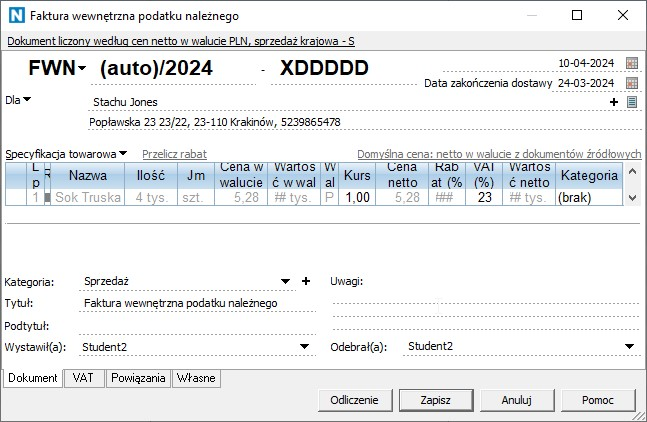 Faktura wewnętrzna podatku należnego
Dokument liczony według cen netto w walucie PLN, sprzedaż krajowa - S
FWN (auto)/2024 - XDDDDD
10-04-2024
Data zakończenia dostawy 24-03-2024
Dla
Stachu Jones
Popławska 23 23/22, 23-110 Krakinów, 5239865478
Specyfikacja towarowa Przelicz rabat Domyślna cena: netto w walucie z dokumentów źródłowych
L p R Nazwa Ilość Jm Cena w walucie Wartoś ć w wal W al Kurs Cena netto Rab at (% VAT (%) Wartoś ć netto Kategoria
1 Sok Truska 4 tys. szt. 5,28 ## tys. P 1,00 5,28 ### 23 ## tys. (brak)
Kategoria: Sprzedaż Uwagi:
Tytuł: Faktura wewnętrzna podatku należnego
Podtytuł:
Wystawił(a): Student2 Odebrał(a): Student2
Dokument VAT Powiązania Własne
Odliczenie Zapisz Anuluj Pomoc